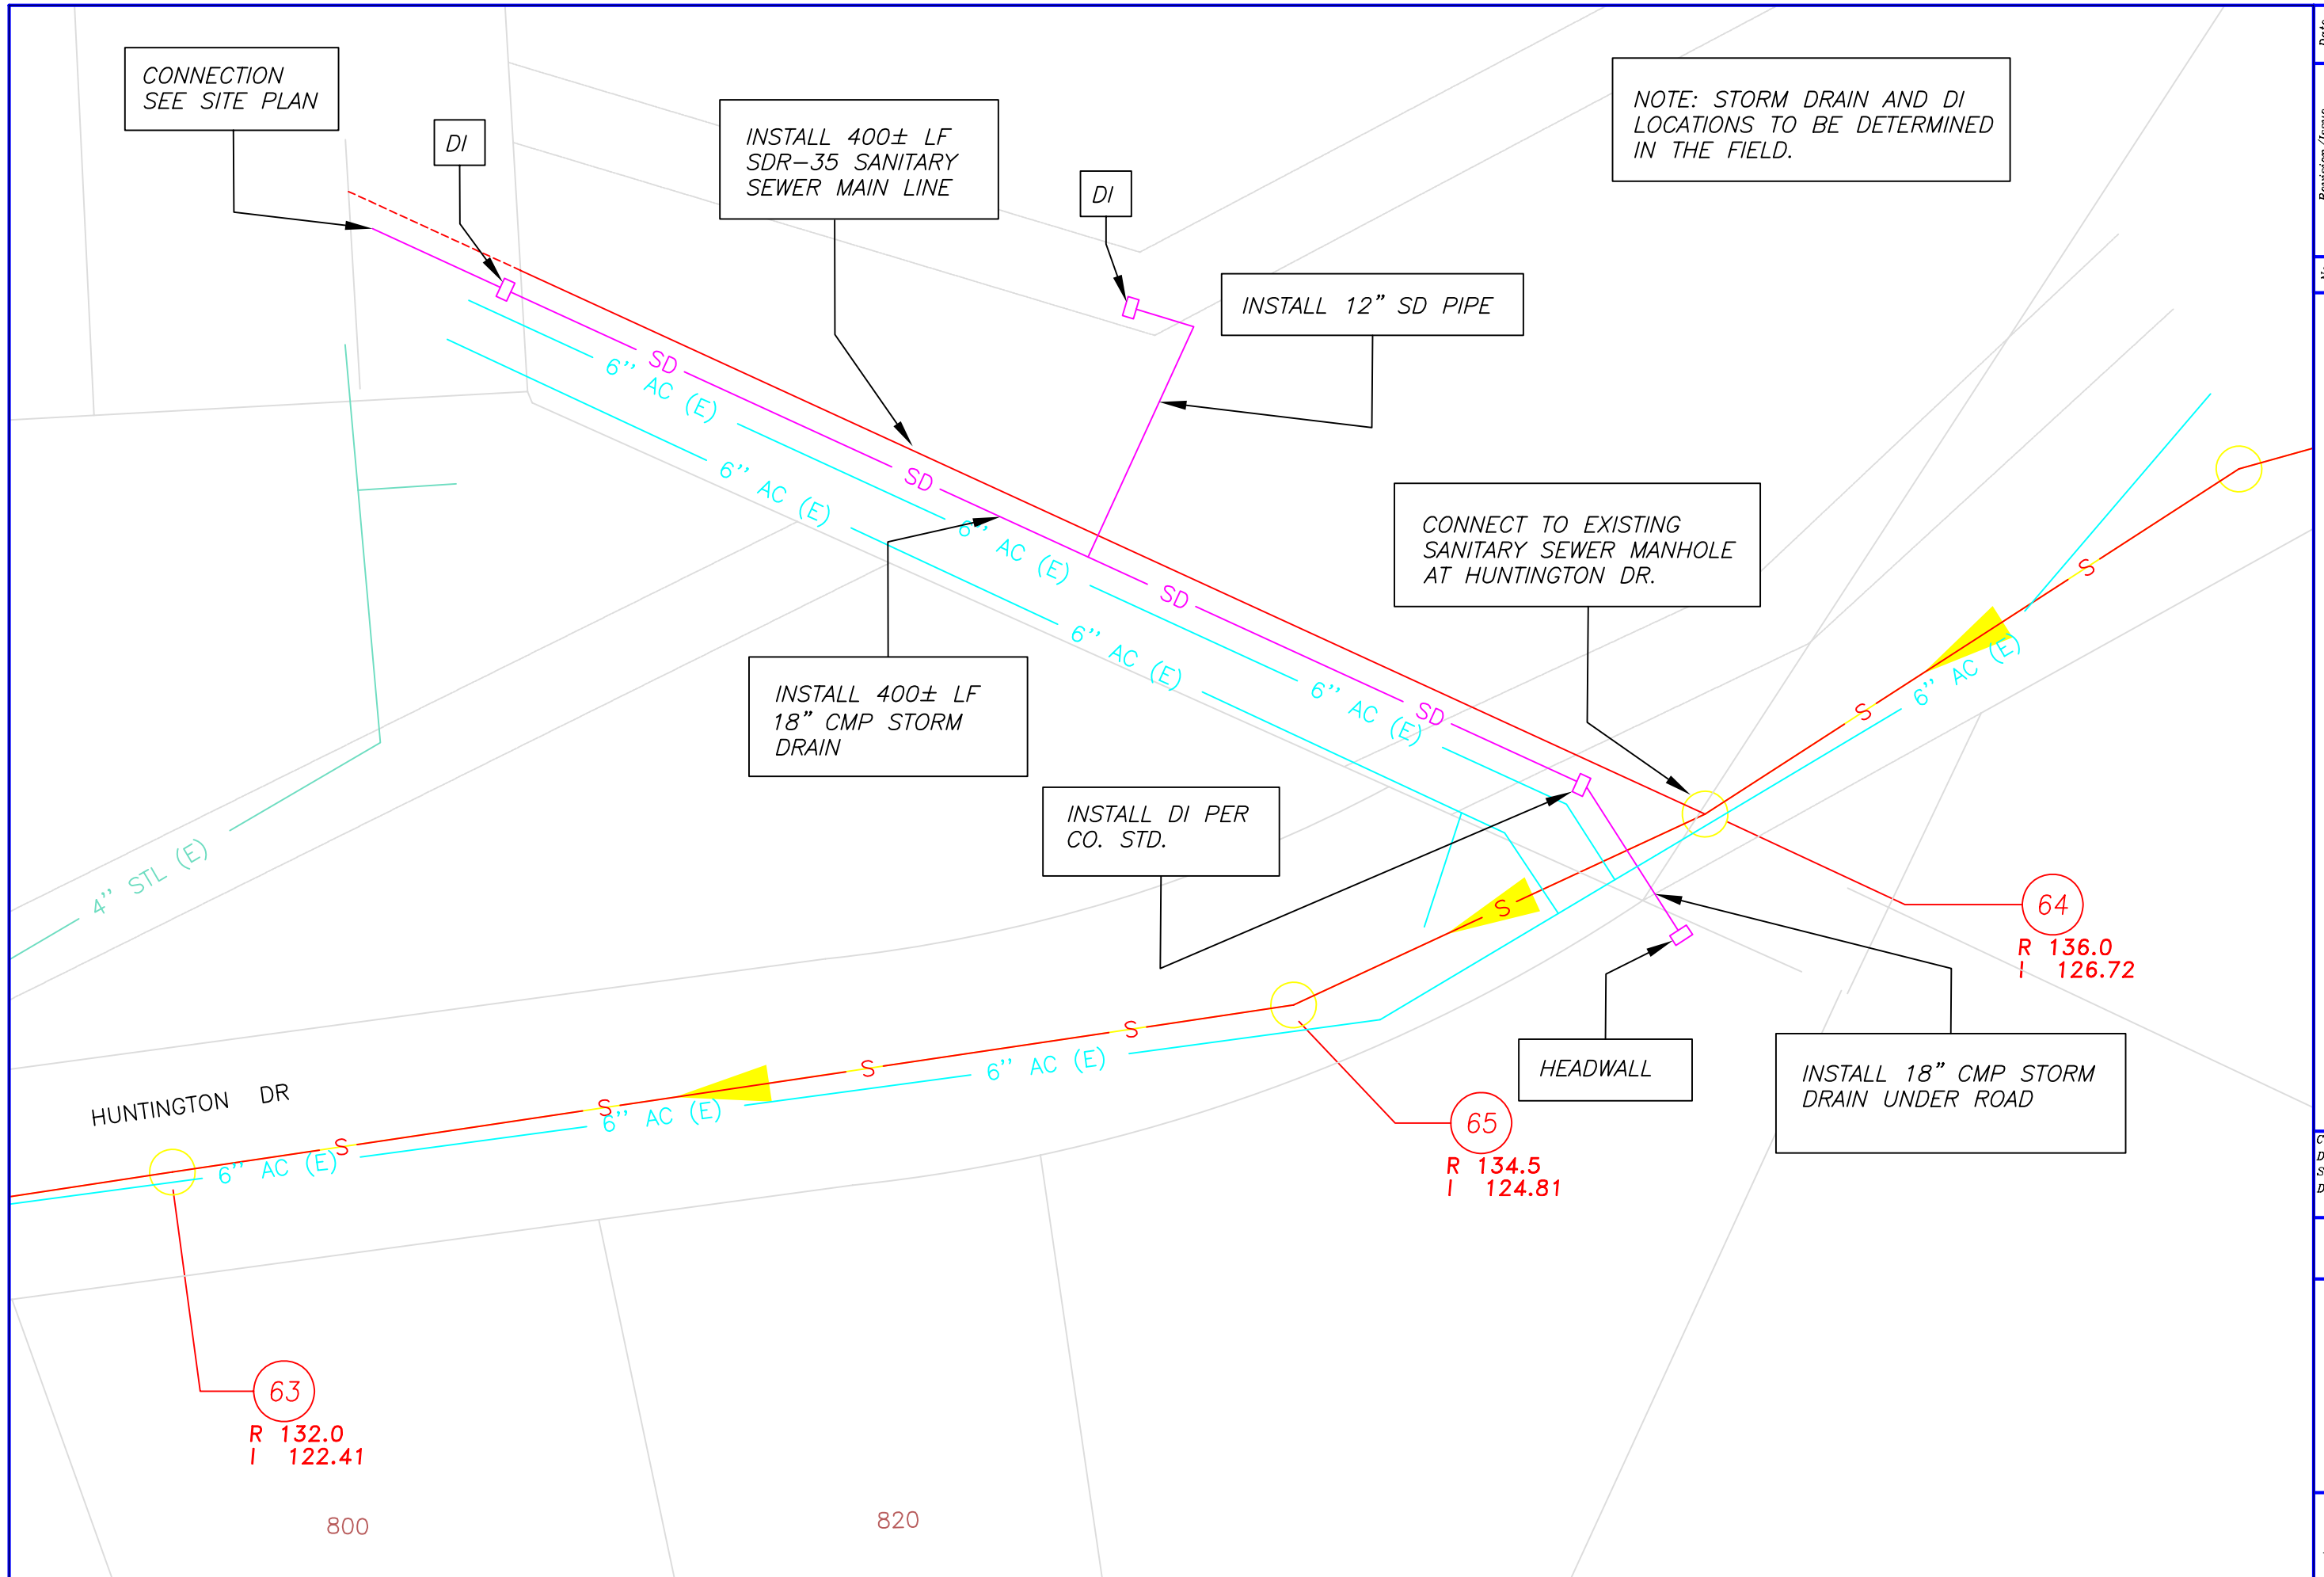 CONNECTION
SEE SITE PLAN
DI
INSTALL 400± LF
SDR-35 SANITARY
SEWER MAIN LINE
DI
NOTE: STORM DRAIN AND DI
LOCATIONS TO BE DETERMINED
IN THE FIELD.
INSTALL 12" SD PIPE
SD
6'' AC (E)
SD
6'' AC (E)
6'' AC (E)
SD
6'' AC (E)
6'' AC (E)
SD
CONNECT TO EXISTING
SANITARY SEWER MANHOLE
AT HUNTINGTON DR.
S
S
6'' AC (E)
INSTALL 400± LF
18" CMP STORM
DRAIN
INSTALL DI PER
CO. STD.
4'' STL (E)
S
64
R 136.0
I 126.72
HEADWALL
INSTALL 18" CMP STORM
DRAIN UNDER ROAD
HUNTINGTON DR
S
6'' AC (E)
S
S
6'' AC (E)
S
6'' AC (E)
65
R 134.5
I 124.81
63
R 132.0
I 122.41
800
820